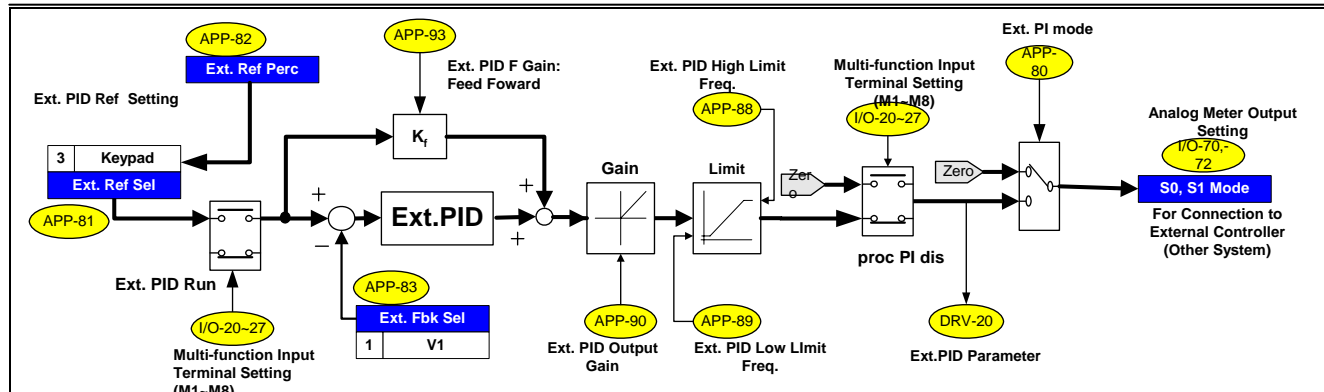 APP-82
Ext. Ref Perc
Ext. PID Ref Setting
3 Keypad
Ext. Ref Sel
APP-81
Ext. PID Run
I/O-20~27
Multi-function Input
Terminal Setting
(M1~M8)
APP-93
Ext. PID F Gain:
Feed Foward
Kf
+
−
Ext.PID
+
+
APP-83
Ext. Fbk Sel
1 V1
Gain
APP-90
Ext. PID Output
Gain
Ext. PID High Limit
Freq.
APP-88
Limit
APP-89
Ext. PID Low LImit
Freq.
Multi-function Input
Terminal Setting
(M1~M8)
I/O-20~27
Zer
o
proc PI dis
Zero
DRV-20
Ext.PID Parameter
Ext. PI mode
APP-
80
Analog Meter Output
Setting
I/O-70,-
72
S0, S1 Mode
For Connection to
External Controller
(Other System)